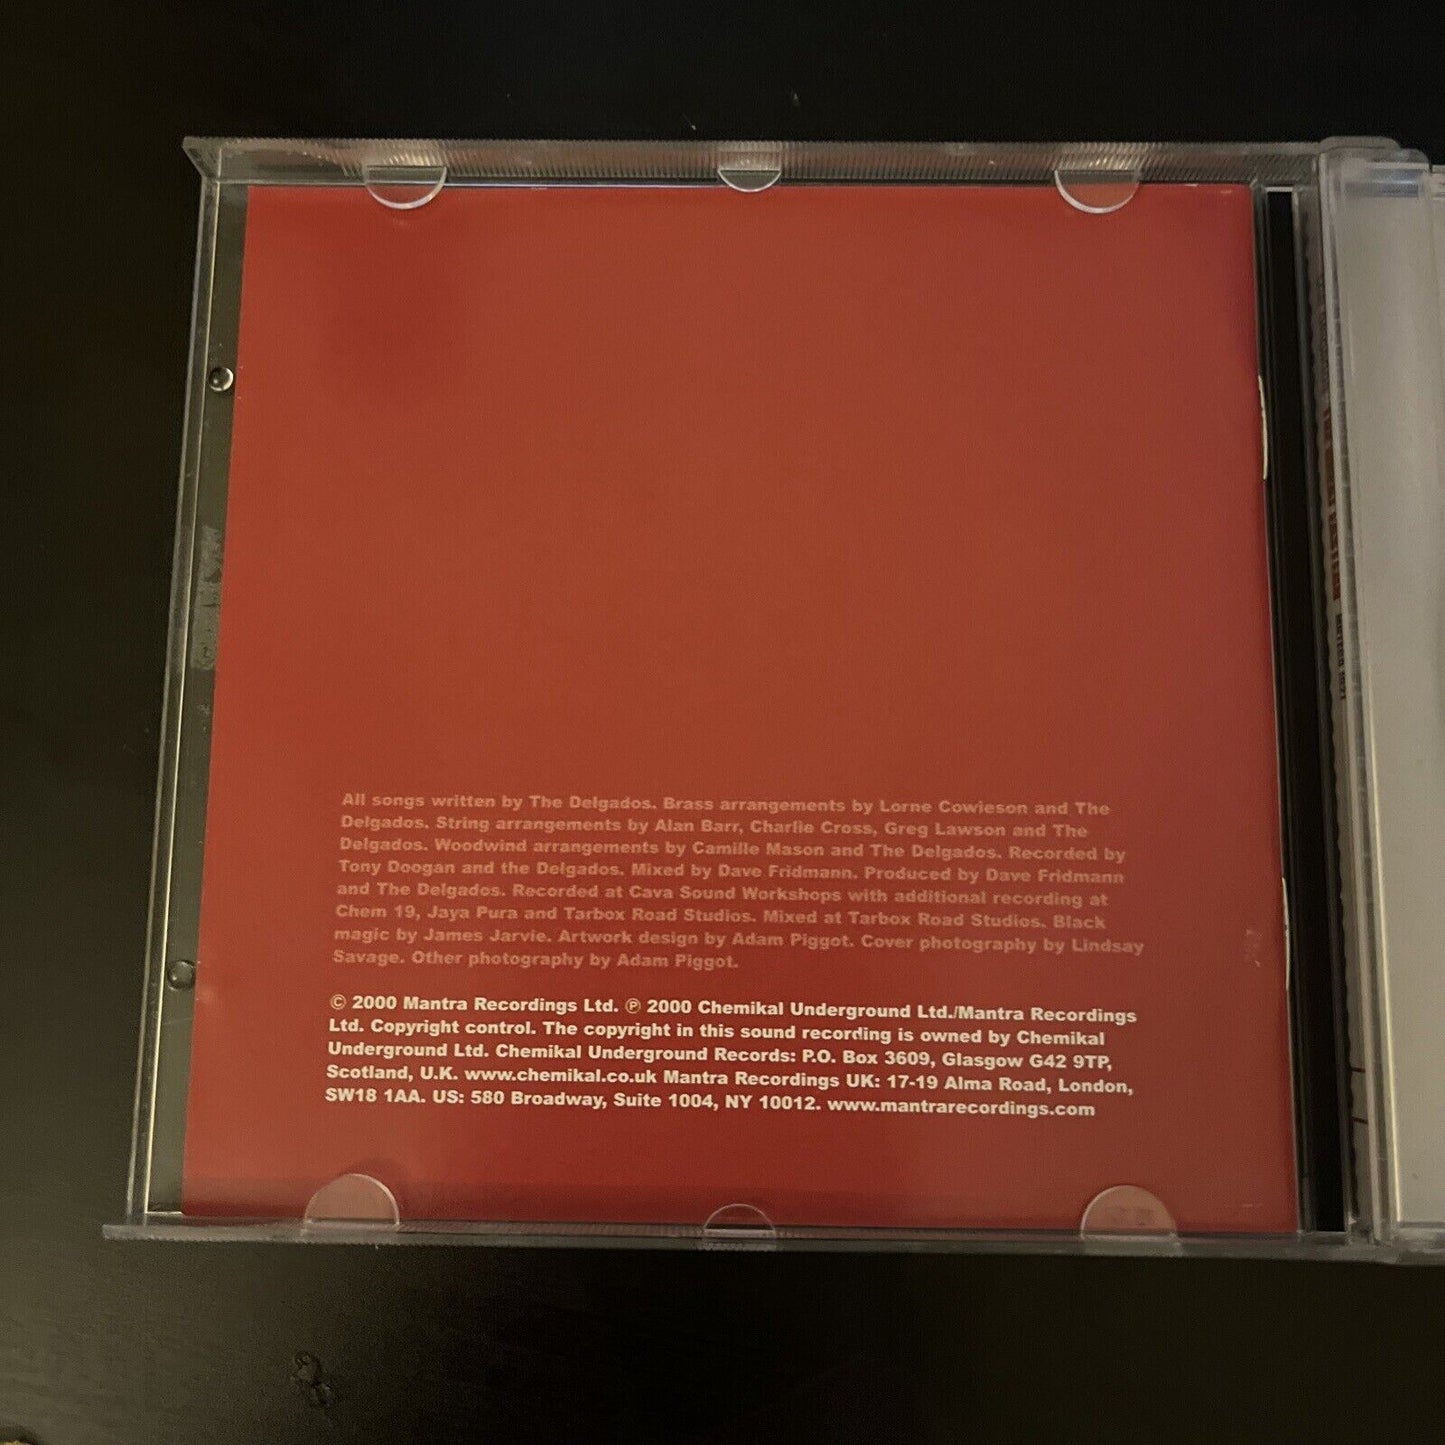 All songs written by The Delgados. Brass arrangements by Lorne Cowieson and The
Delgados. String arrangements by Alan Barr, Charlie Cross, Greg Lawson and The
Delgados. Woodwind arrangements by Camille Mason and The Delgados. Recorded by
Tony Doogan and the Delgados. Mixed by Dave Fridmann. Produced by Dave Fridmann
and The Delgados. Recorded at Cava Sound Workshops with additional recording at
Chem 19, Jaya Pura and Tarbox Road Studios. Mixed at Tarbox Road Studios. Black
magic by James Jarvie. Artwork design by Adam Piggot. Cover photography by Lindsay
Savage. Other photography by Adam Piggot.
© 2000 Mantra Recordings Ltd. ℗ 2000 Chemikal Underground Ltd./Mantra Recordings
Ltd. Copyright control. The copyright in this sound recording is owned by Chemikal
Underground Ltd. Chemikal Underground Records: P.O. Box 3609, Glasgow G42 9TP,
Scotland, U.K. www.chemikal.co.uk Mantra Recordings UK: 17-19 Alma Road, London,
SW18 1AA. US: 580 Broadway, Suite 1004, NY 10012. www.mantrarecordings.com